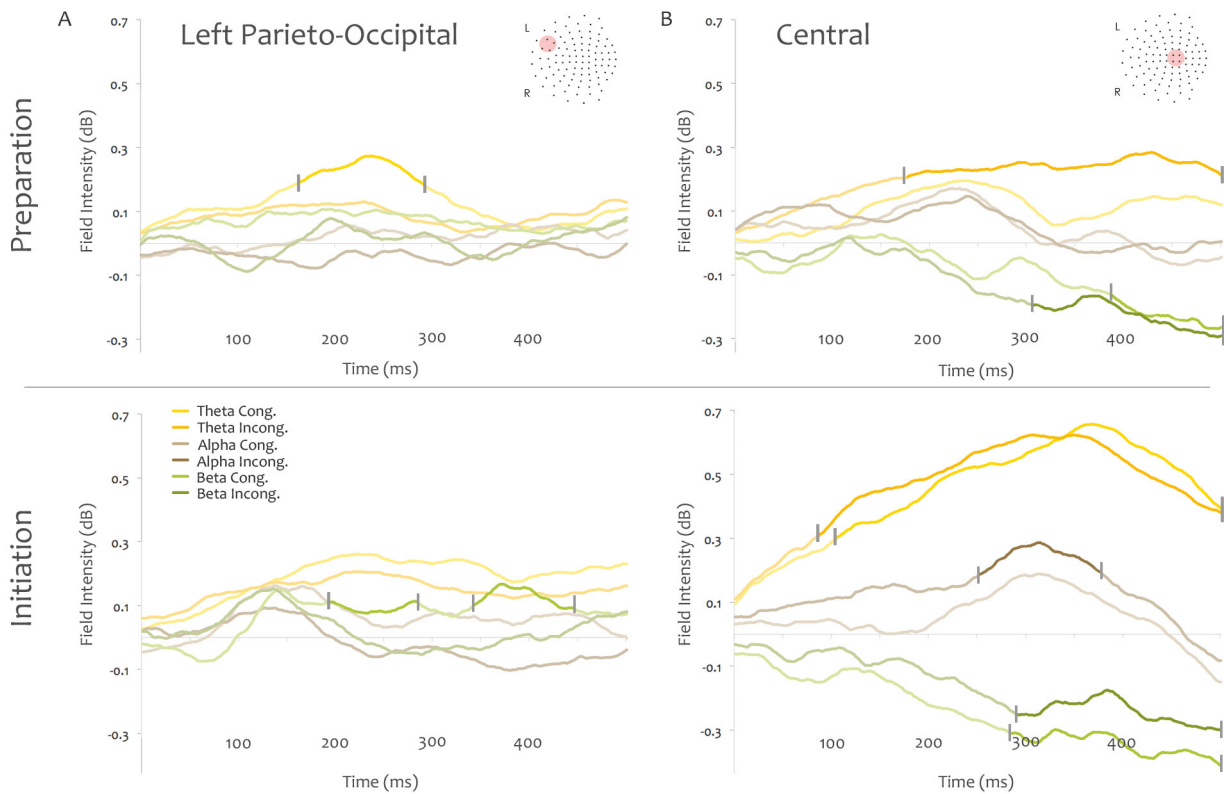 A
Left Parieto-Occipital
L
R
B
Central
L
R
Preparation
Field Intensity (dB)
0.7
0.5
0.3
0.1
-0.1
-0.3
100
200
300
400
Time (ms)
Field Intensity (dB)
0.7
0.5
0.3
0.1
-0.1
-0.3
100
200
300
400
Time (ms)
Initiation
Field Intensity (dB)
0.7
0.5
0.3
0.1
-0.1
-0.3
Theta Cong.
Theta Incong.
Alpha Cong.
Alpha Incong.
Beta Cong.
Beta Incong.
100
200
300
400
Time (ms)
Field Intensity (dB)
0.7
0.5
0.3
0.1
-0.1
-0.3
100
200
300
400
Time (ms)